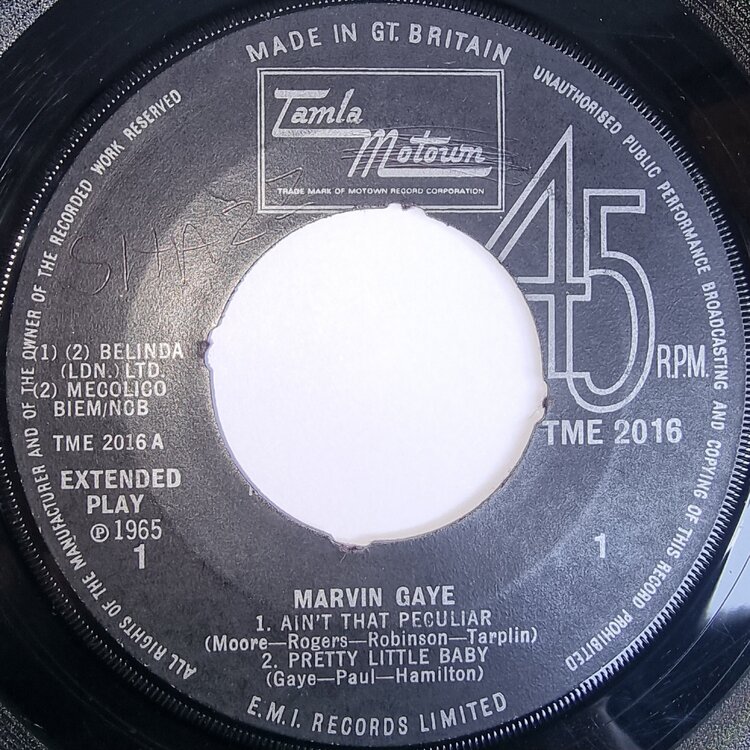 MADE IN GT. BRITAIN
UNAUTHORISED PUBLIC PERFORMANCE BROADCASTING AND COPYING OF THIS RECORD PROHIBITED
ALL RIGHTS OF THE MANUFACTURER AND OF THE OWNER OF THE RECORDED WORK RESERVED
Tamla
Motown
TRADE MARK OF MOTOWN RECORD CORPORATION
45
R.P.M.
TME 2016
(1) (2) BELINDA
(LDN.) LTD.
(2) MECOLICO
BIEM/NCB
TME 2016 A
EXTENDED
PLAY
℗ 1965
1
1
MARVIN GAYE
1. AIN'T THAT PECULIAR
(Moore—Rogers—Robinson—Tarplin)
2. PRETTY LITTLE BABY
(Gaye—Paul—Hamilton)
E.M.I. RECORDS LIMITED